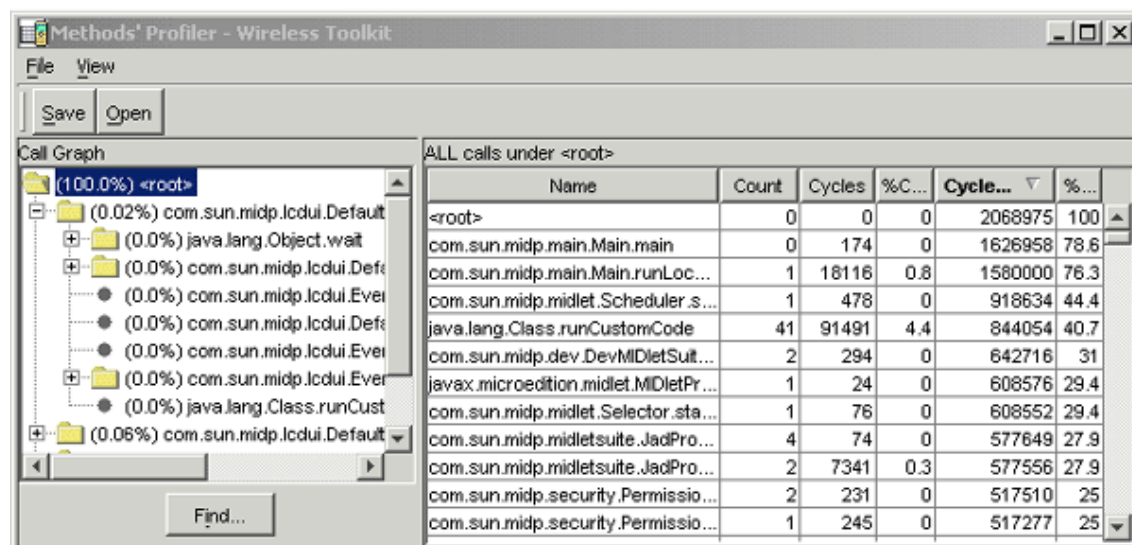 Methods' Profiler - Wireless Toolkit
File View
Save Open
Call Graph
(100.0%) <root>
(0.02%) com.sun.midp.lcdui.Default
(0.0%) java.lang.Object.wait
(0.0%) com.sun.midp.lcdui.Defa
(0.0%) com.sun.midp.lcdui.Ever
(0.0%) com.sun.midp.lcdui.Defa
(0.0%) com.sun.midp.lcdui.Ever
(0.0%) com.sun.midp.lcdui.Ever
(0.0%) java.lang.Class.runCust
(0.06%) com.sun.midp.lcdui.Default
Find...
ALL calls under <root>
Name Count Cycles %C... Cycle... %...
<root> 0 0 0 2068975 100
com.sun.midp.main.Main.main 0 174 0 1626958 78.6
com.sun.midp.main.Main.runLoc... 1 18116 0.8 1580000 76.3
com.sun.midp.midlet.Scheduler.s... 1 478 0 918634 44.4
java.lang.Class.runCustomCode 41 91491 4.4 844054 40.7
com.sun.midp.dev.DevMIDletSuit... 2 294 0 642716 31
javax.microedition.midlet.MIDletPr... 1 24 0 608576 29.4
com.sun.midp.midlet.Selector.sta... 1 76 0 608552 29.4
com.sun.midp.midletsuite.JadPro... 4 74 0 577649 27.9
com.sun.midp.midletsuite.JadPro... 2 7341 0.3 577556 27.9
com.sun.midp.security.Permissio... 2 231 0 517510 25
com.sun.midp.security.Permissio... 1 245 0 517277 25